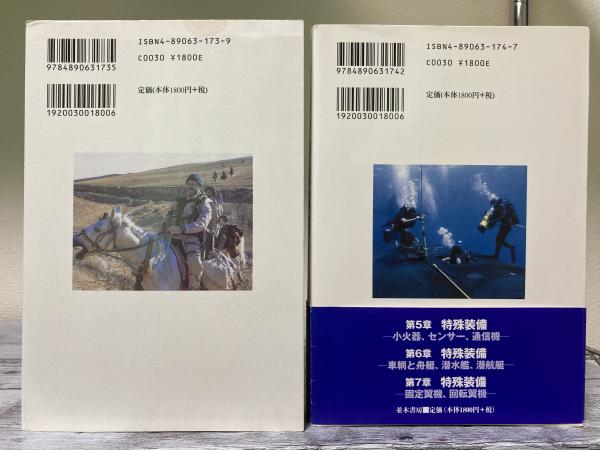 ISBN4-89063-173-9
C0030 ¥1800E
9784890631735
定価(本体1800円+税)
1920030018006
ISBN4-89063-174-7
C0030 ¥1800E
9784890631742
定価(本体1800円+税)
1920030018006
第5章 特殊装備
─小火器、センサー、通信機─
第6章 特殊装備
─車輌と舟艇、潜水艦、潜航艇─
第7章 特殊装備
─固定翼機、回転翼機─
並木書房■定価(本体1800円+税)